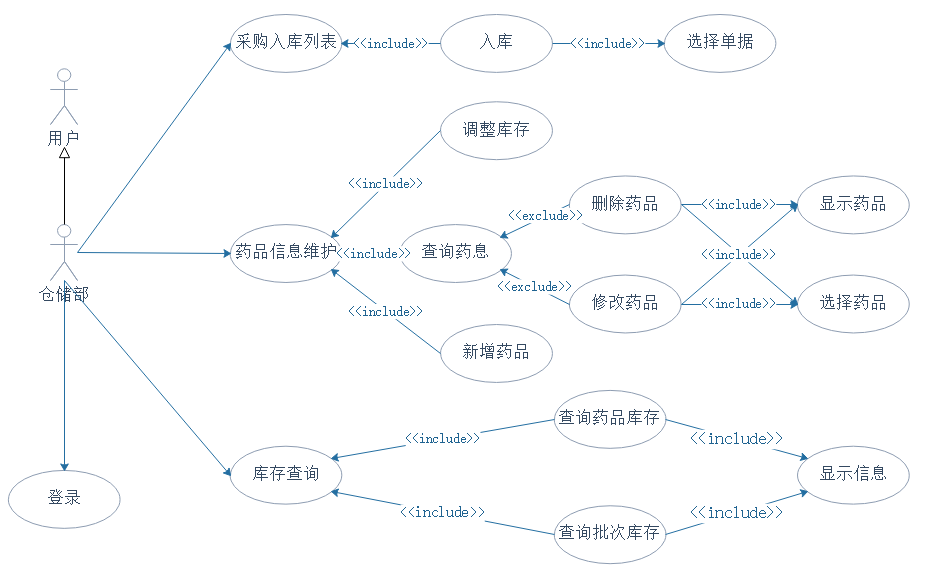 采购入库列表
<<include>>
入库
<<include>>
选择单据
用户
调整库存
<<include>>
删除药品
<<include>>
显示药品
<<exclude>>
药品信息维护
<<include>>
查询药息
<<include>>
<<exclude>>
仓储部
修改药品
<<include>>
选择药品
<<include>>
新增药品
查询药品库存
<<include>>
<<include>>
库存查询
显示信息
登录
<<include>>
<<include>>
查询批次库存